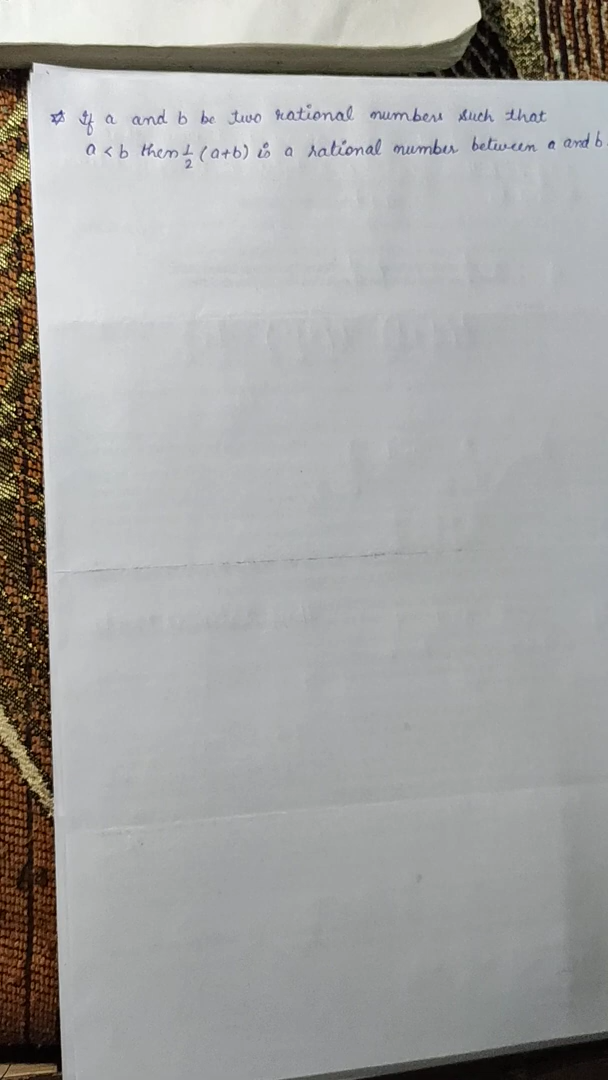 * If a and b be two rational numbers such that
a < b then 1/2 (a+b) is a rational number between a and b.